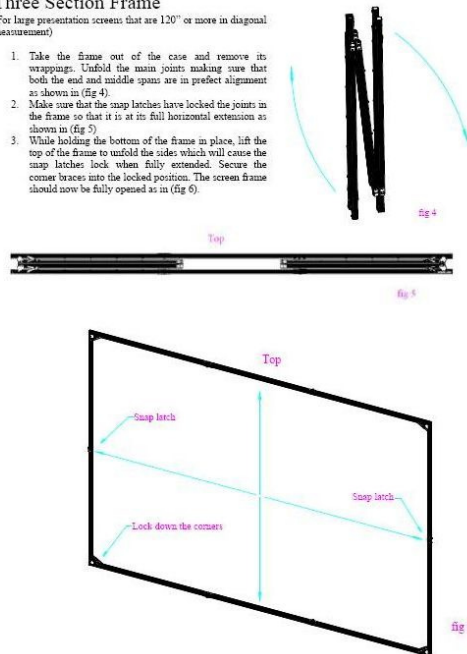 Three Section Frame
For large presentation screens that are 120" or more in diagonal
measurement)
1. Take the frame out of the case and remove its
wrappings. Unfold the main joints making sure that
both the end and middle spans are in prefect alignment
as shown in (fig 4).
2. Make sure that the snap latches have locked the joints in
the frame so that it is at its full horizontal extension as
shown in (fig 5)
3. While holding the bottom of the frame in place, lift the
top of the frame to unfold the sides which will cause the
snap latches lock when fully extended. Secure the
corner braces into the locked position. The screen frame
should now be fully opened as in (fig 6).
fig 4
Top
fig 5
Top
Snap latch
Snap latch
Lock down the corners
fig